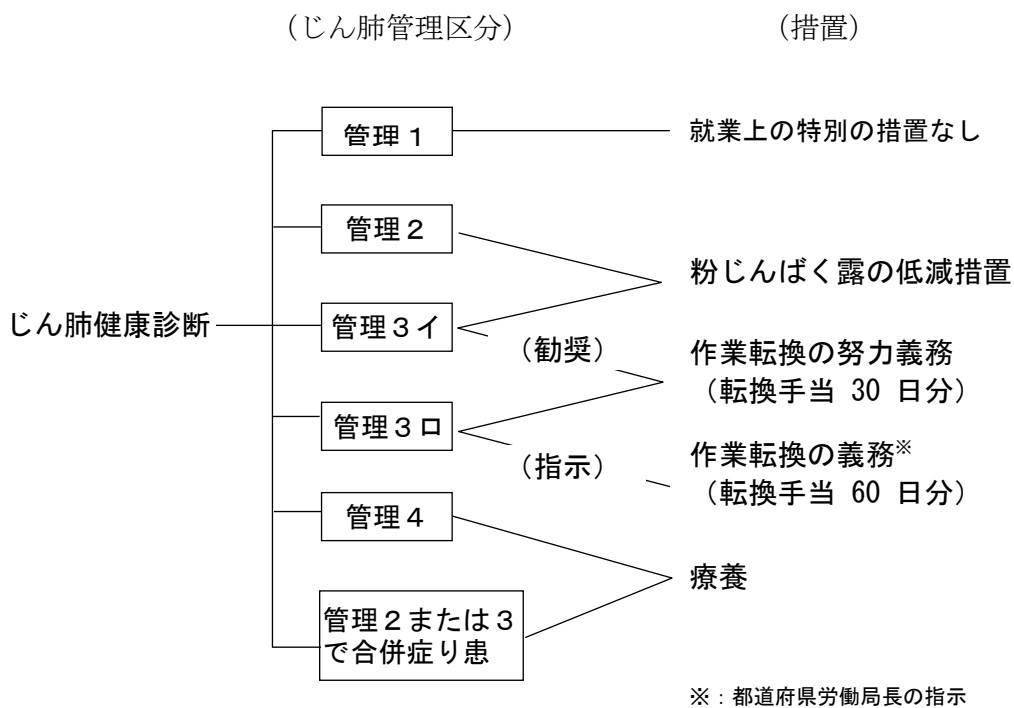 （じん肺管理区分）
（措置）
管理１
就業上の特別の措置なし
管理２
粉じんばく露の低減措置
じん肺健康診断
管理３イ
（勧奨）
作業転換の努力義務
（転換手当 30 日分）
管理３ロ
（指示）
作業転換の義務※
（転換手当 60 日分）
管理４
療養
管理２または３
で合併症り患
※：都道府県労働局長の指示